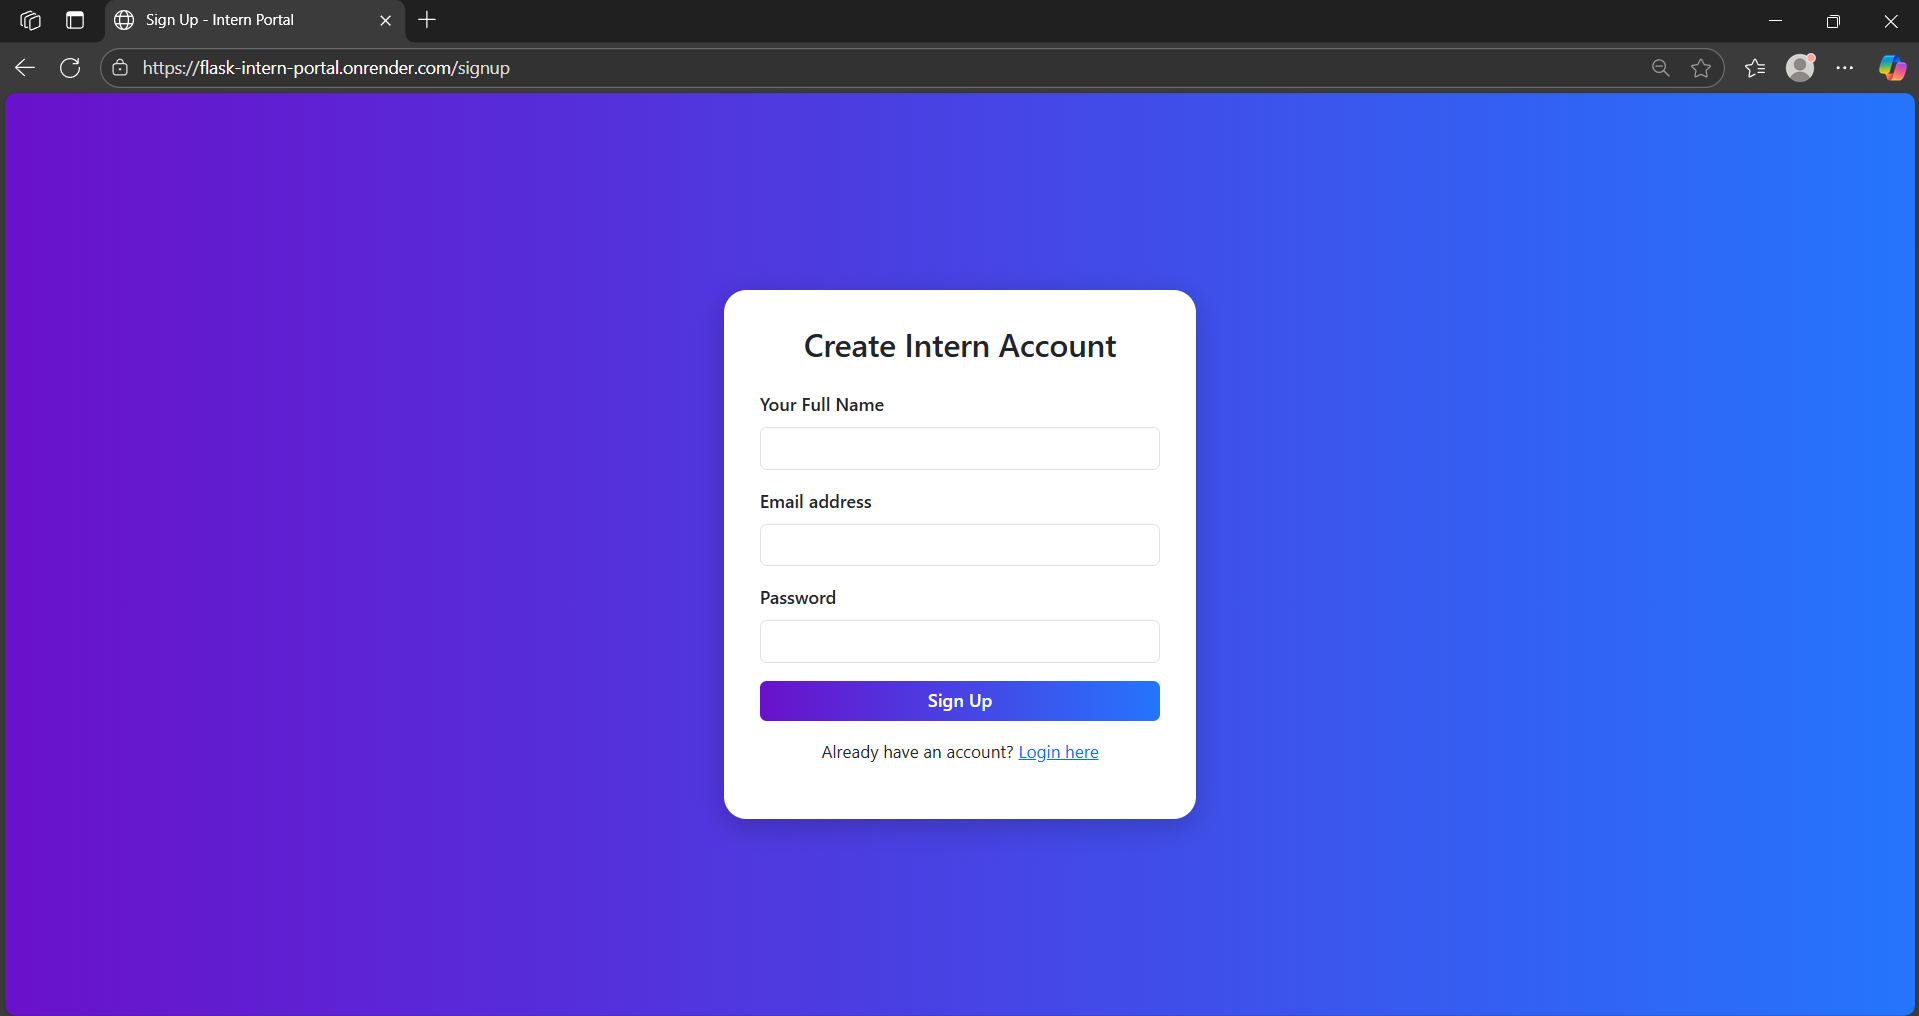 Sign Up - Intern Portal
https://flask-intern-portal.onrender.com/signup
Create Intern Account
Your Full Name
Email address
Password
Sign Up
Already have an account? Login here